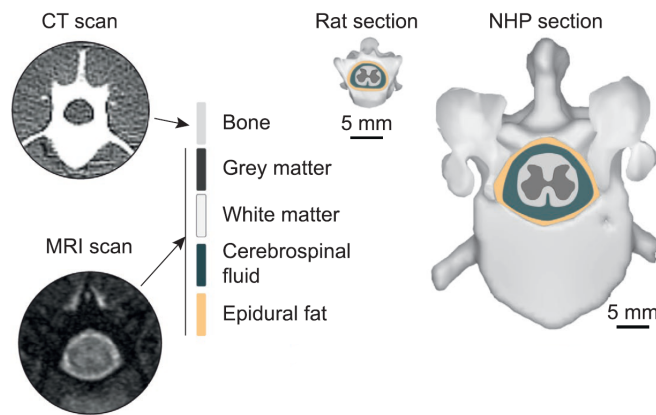 CT scan
Rat section
NHP section
5 mm
Bone
Grey matter
White matter
MRI scan
Cerebrospinal
fluid
Epidural fat
5 mm